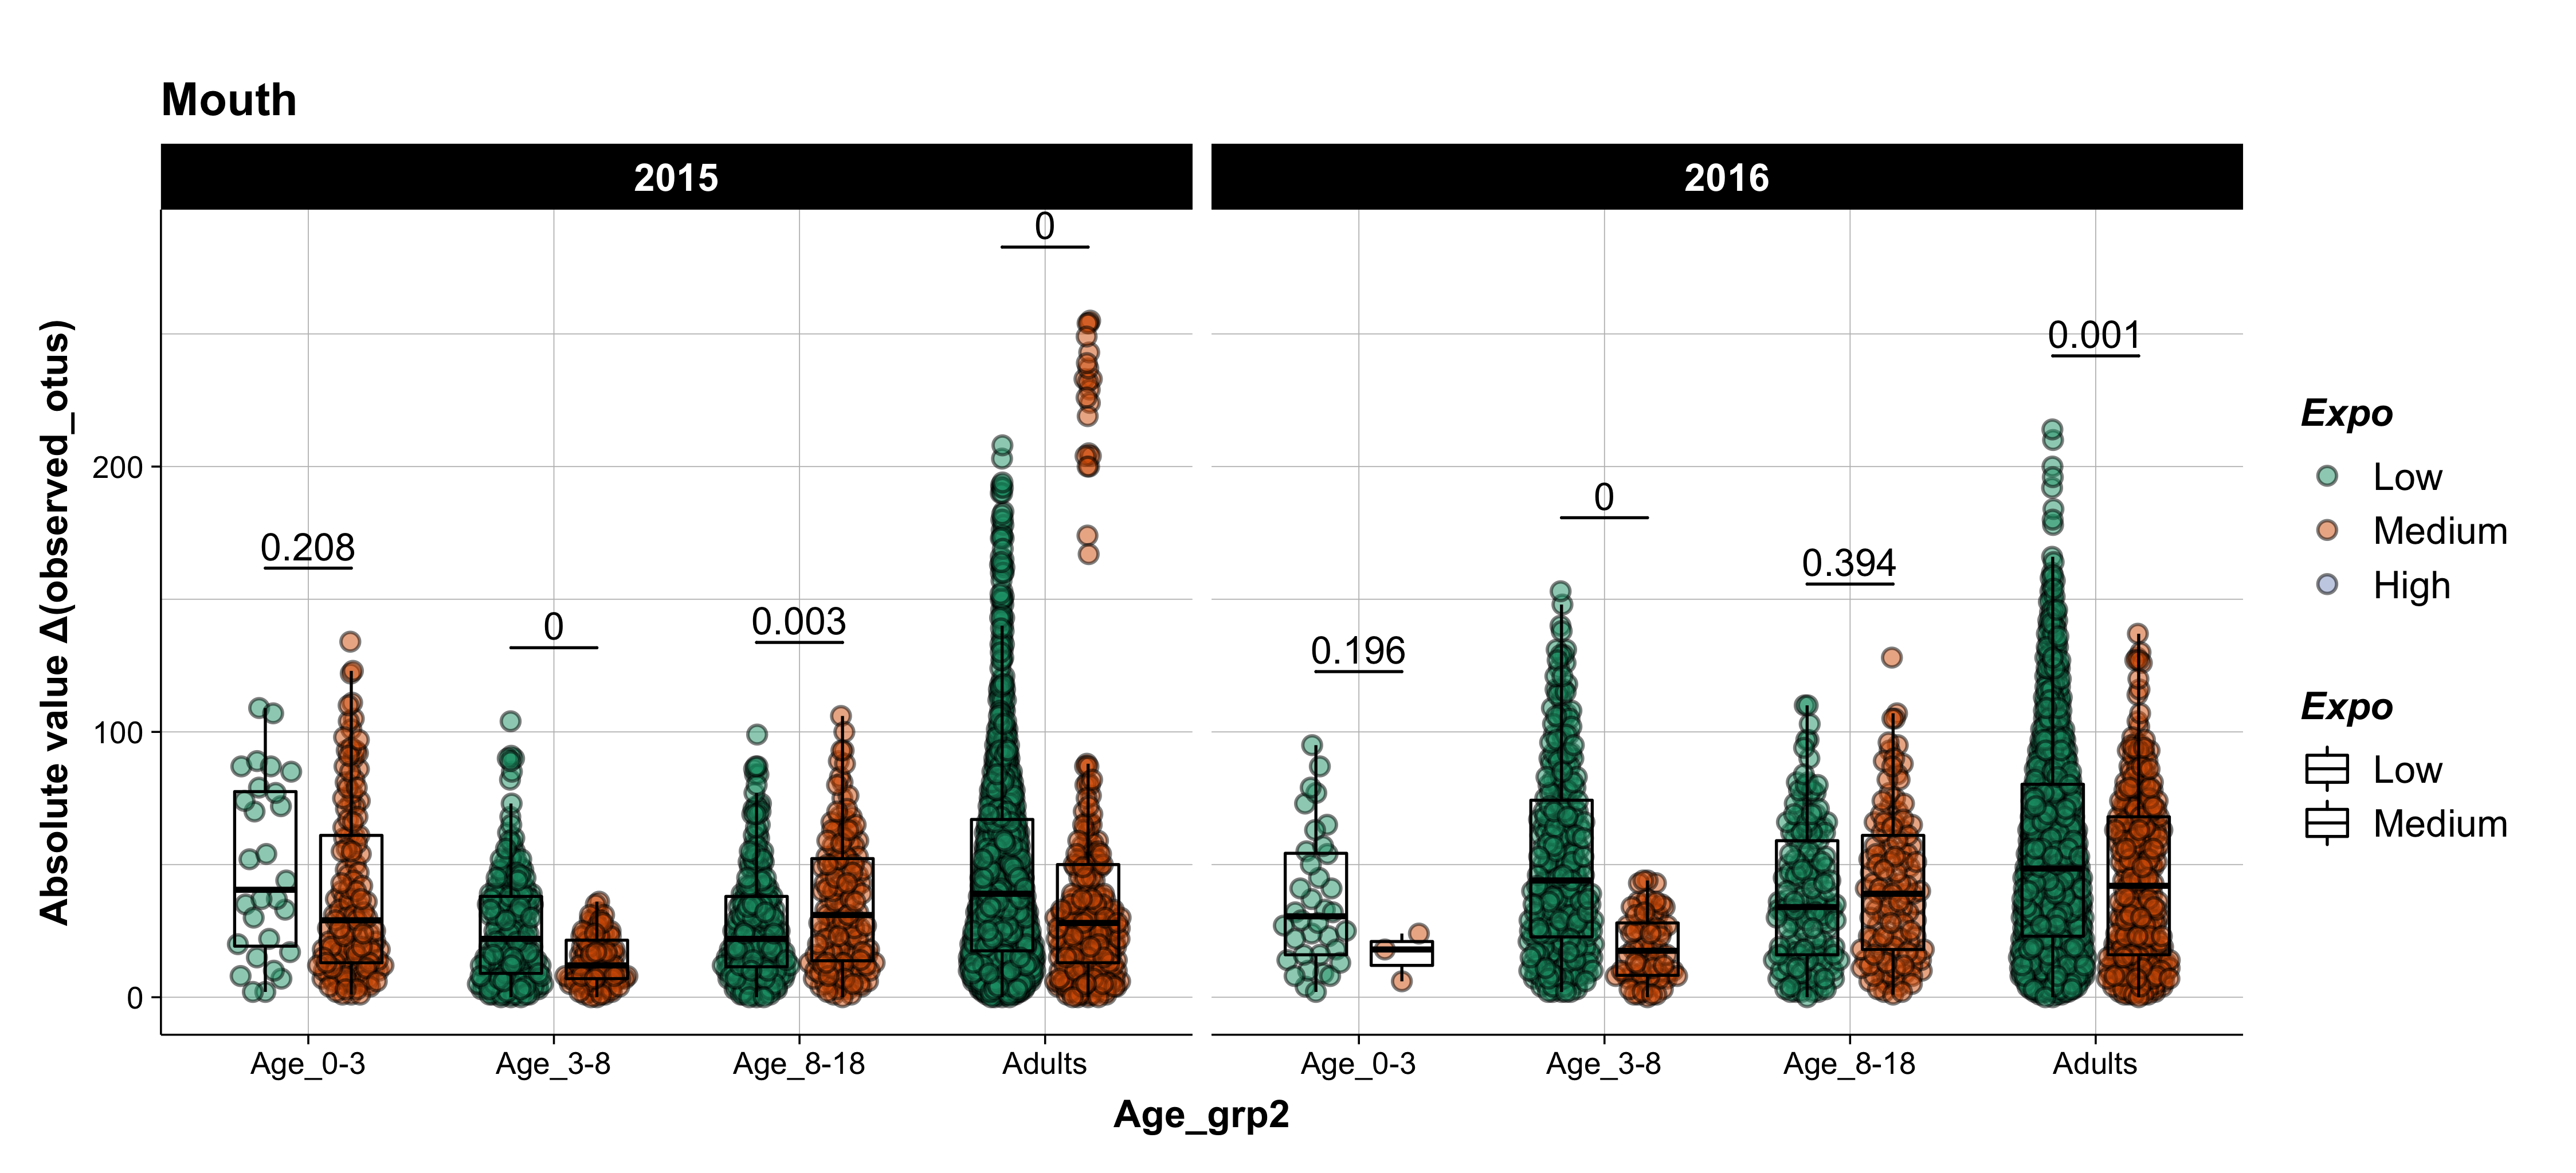 Mouth
2015
2016
Absolute value Δ(observed_otus)
200
100
0
0.208
0
0.003
0
0.196
0
0.394
0.001
Age_0-3
Age_3-8
Age_8-18
Adults
Age_0-3
Age_3-8
Age_8-18
Adults
Age_grp2
Expo
Low
Medium
High
Expo
Low
Medium